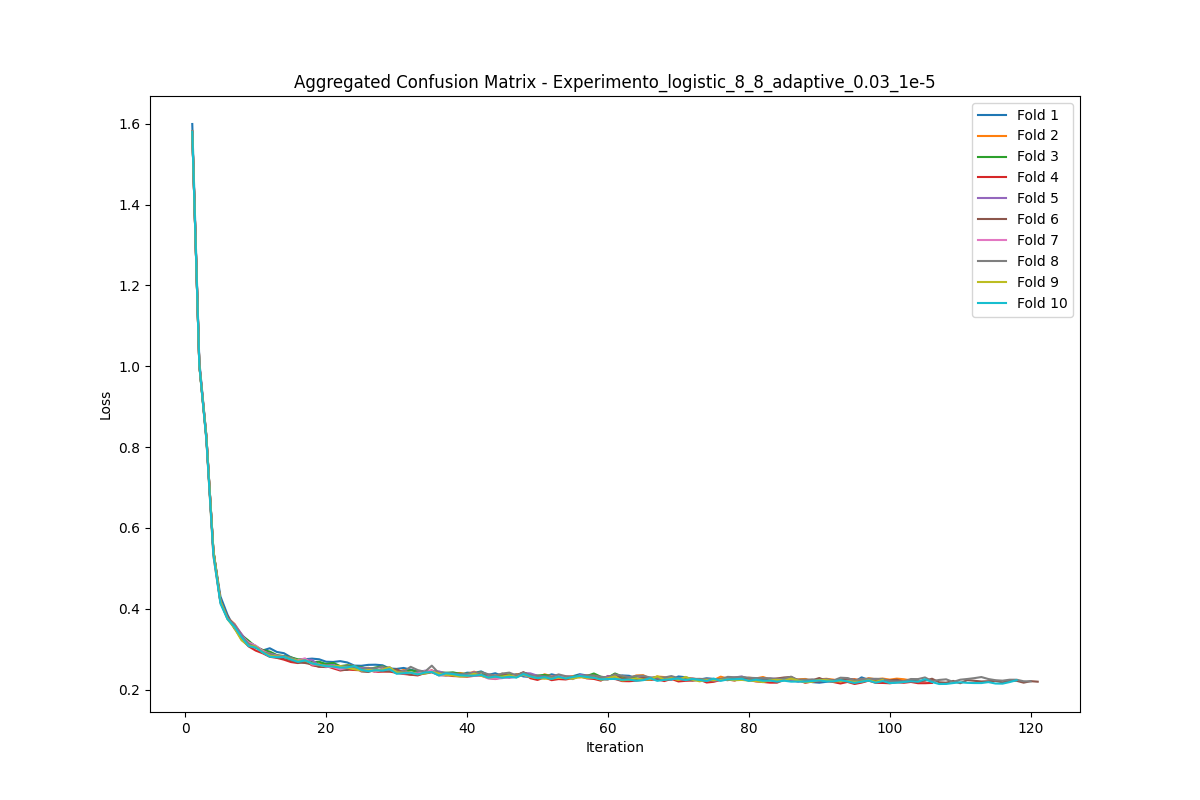 Aggregated Confusion Matrix - Experimento_logistic_8_8_adaptive_0.03_1e-5
Fold 1
Fold 2
Fold 3
Fold 4
Fold 5
Fold 6
Fold 7
Fold 8
Fold 9
Fold 10
1.6
1.4
1.2
1.0
0.8
0.6
0.4
0.2
Loss
0 20 40 60 80 100 120
Iteration